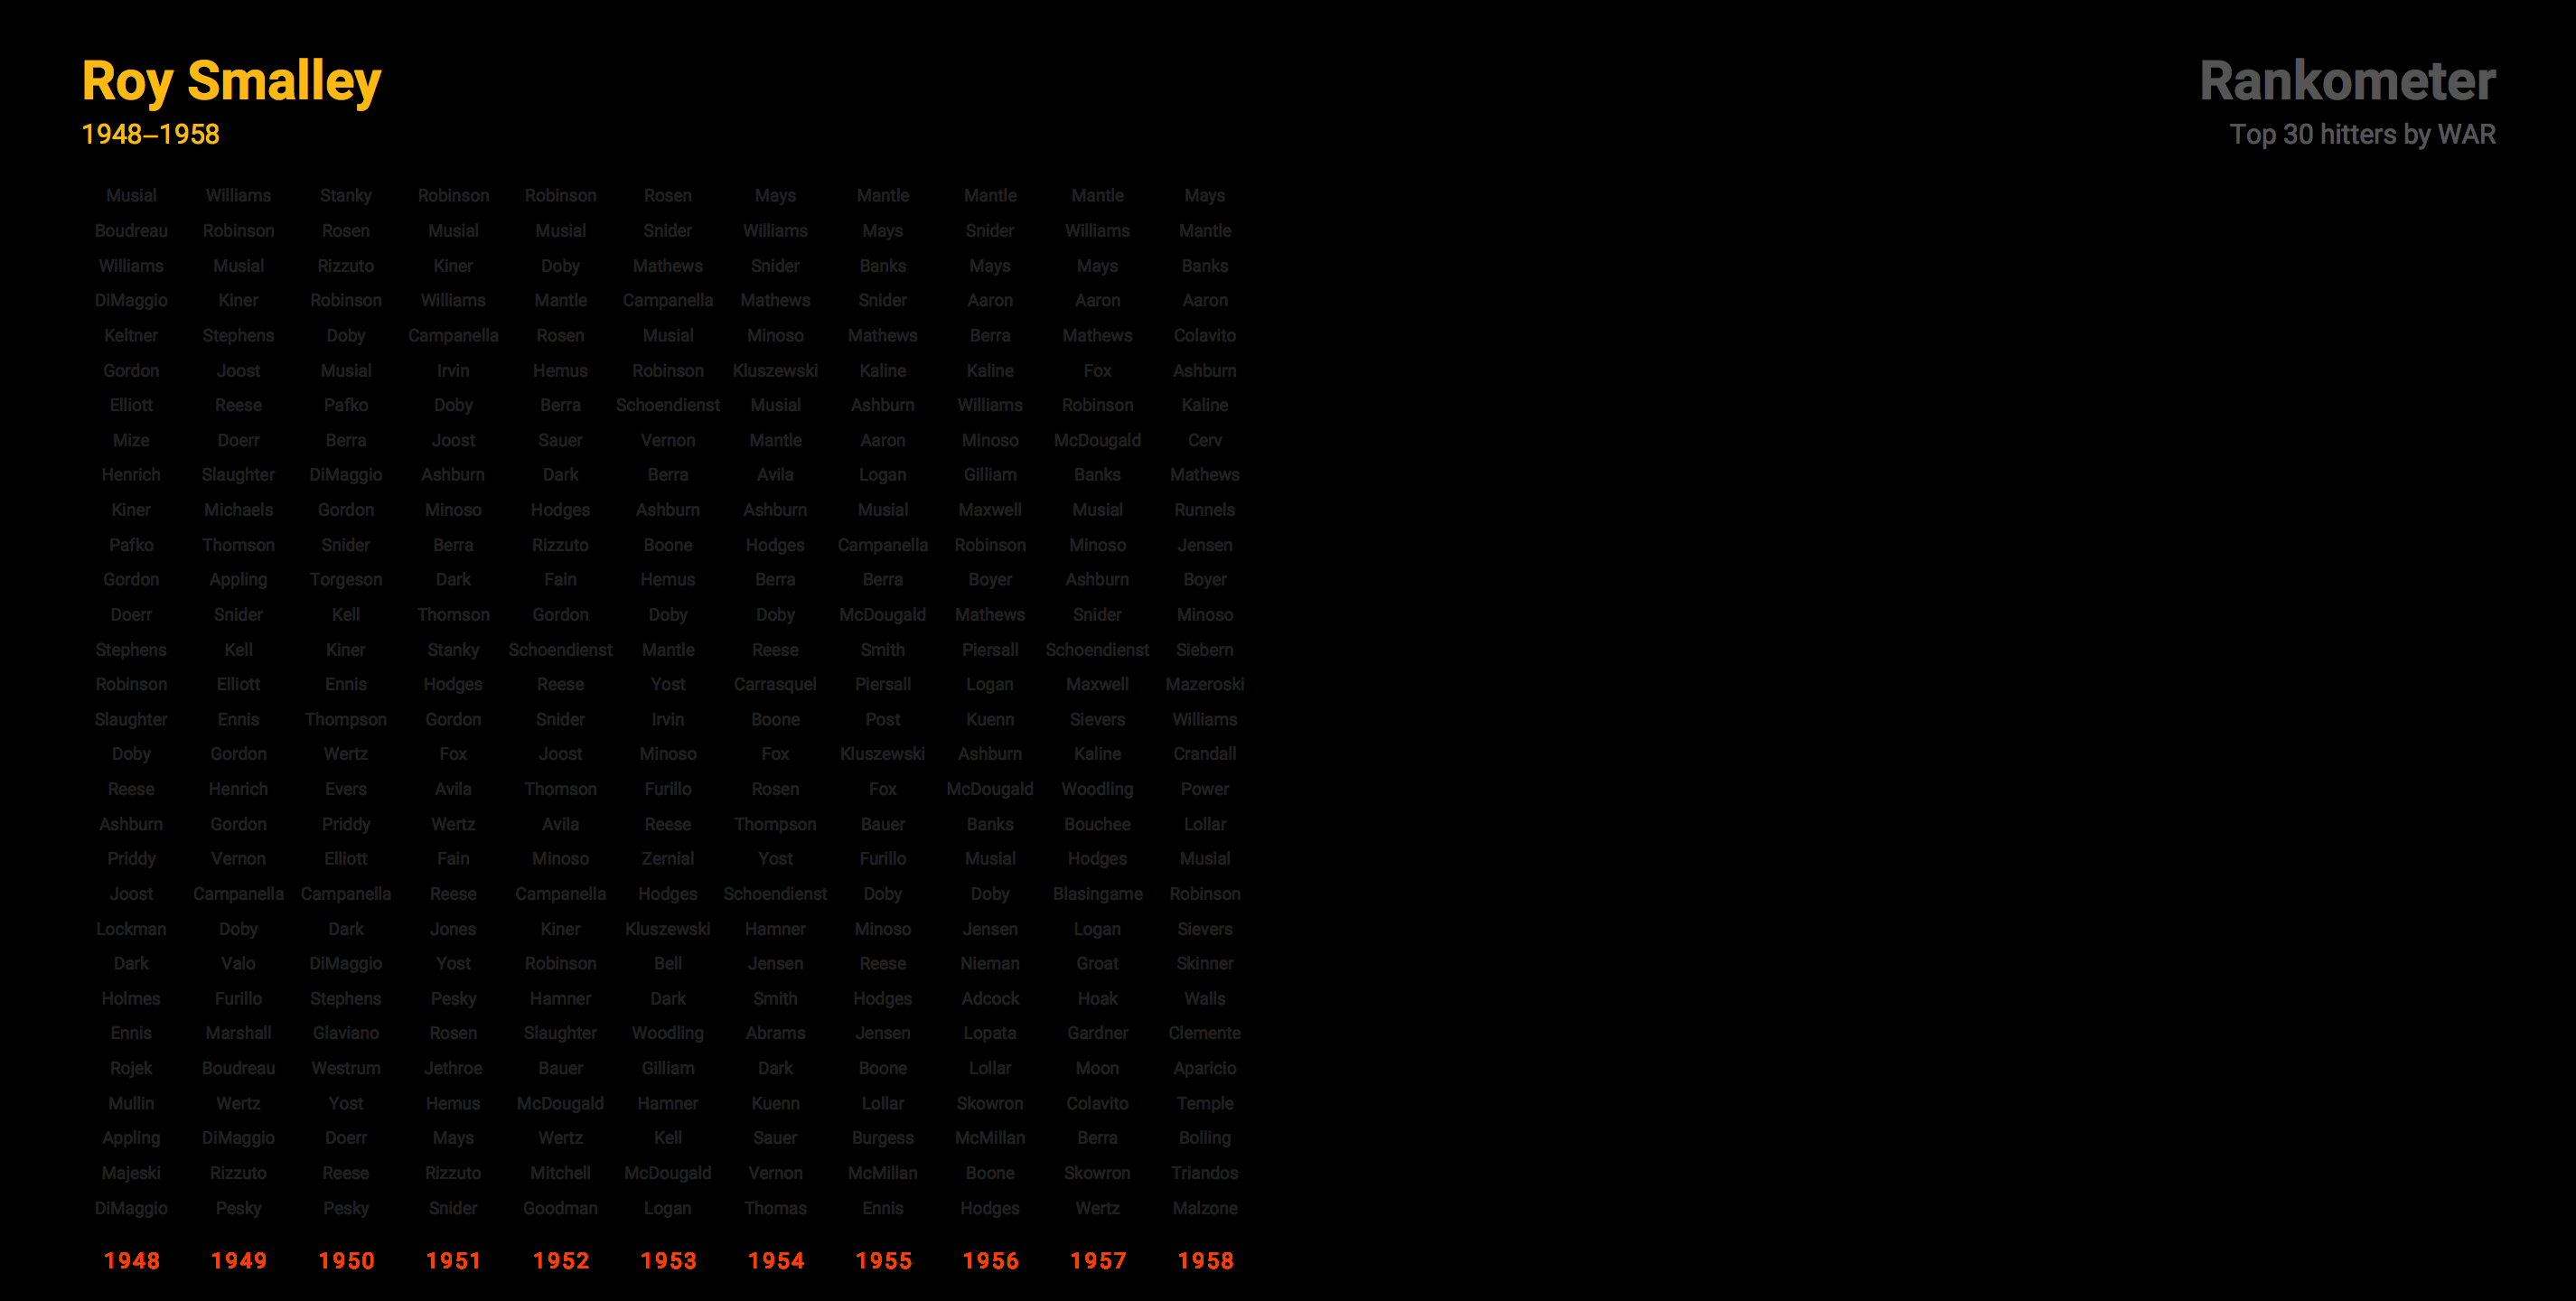 Roy Smalley
1948–1958
Rankometer
Top 30 hitters by WAR
Musial Williams Stanky Robinson Robinson Rosen Mays Mantle Mantle Mantle Mays
Boudreau Robinson Rosen Musial Musial Snider Williams Mays Snider Williams Mantle
Williams Musial Rizzuto Kiner Doby Mathews Snider Banks Mays Mays Banks
DiMaggio Kiner Robinson Williams Mantle Campanella Mathews Snider Aaron Aaron Aaron
Keltner Stephens Doby Campanella Rosen Musial Minoso Mathews Berra Mathews Colavito
Gordon Joost Musial Irvin Hemus Robinson Kluszewski Kaline Kaline Fox Ashburn
Elliott Reese Pafko Doby Berra Schoendienst Musial Ashburn Williams Robinson Kaline
Mize Doerr Berra Joost Sauer Vernon Mantle Aaron Minoso McDougald Cerv
Henrich Slaughter DiMaggio Ashburn Dark Berra Avila Logan Gilliam Banks Mathews
Kiner Michaels Gordon Minoso Hodges Ashburn Ashburn Musial Maxwell Musial Runnels
Pafko Thomson Snider Berra Rizzuto Boone Hodges Campanella Robinson Minoso Jensen
Gordon Appling Torgeson Dark Fain Hemus Berra Berra Boyer Ashburn Boyer
Doerr Snider Kell Thomson Gordon Doby Doby McDougald Mathews Snider Minoso
Stephens Kell Kiner Stanky Schoendienst Mantle Reese Smith Piersall Schoendienst Siebern
Robinson Elliott Ennis Hodges Reese Yost Carrasquel Piersall Logan Maxwell Mazeroski
Slaughter Ennis Thompson Gordon Snider Irvin Boone Post Kuenn Sievers Williams
Doby Gordon Wertz Fox Joost Minoso Fox Kluszewski Ashburn Kaline Crandall
Reese Henrich Evers Avila Thomson Furillo Rosen Fox McDougald Woodling Power
Ashburn Gordon Priddy Wertz Avila Reese Thompson Bauer Banks Bouchee Lollar
Priddy Vernon Elliott Fain Minoso Zernial Yost Furillo Musial Hodges Musial
Joost Campanella Campanella Reese Campanella Hodges Schoendienst Doby Doby Blasingame Robinson
Lockman Doby Dark Jones Kiner Kluszewski Hamner Minoso Jensen Logan Sievers
Dark Valo DiMaggio Yost Robinson Bell Jensen Reese Nieman Groat Skinner
Holmes Furillo Stephens Pesky Hamner Dark Smith Hodges Adcock Hoak Walls
Ennis Marshall Glaviano Rosen Slaughter Woodling Abrams Jensen Lopata Gardner Clemente
Rojek Boudreau Westrum Jethroe Bauer Gilliam Dark Boone Lollar Moon Aparicio
Mullin Wertz Yost Hemus McDougald Hamner Kuenn Lollar Skowron Colavito Temple
Appling DiMaggio Doerr Mays Wertz Kell Sauer Burgess McMillan Berra Bolling
Majeski Rizzuto Reese Rizzuto Mitchell McDougald Vernon McMillan Boone Skowron Triandos
DiMaggio Pesky Pesky Snider Goodman Logan Thomas Ennis Hodges Wertz Malzone
1948 1949 1950 1951 1952 1953 1954 1955 1956 1957 1958